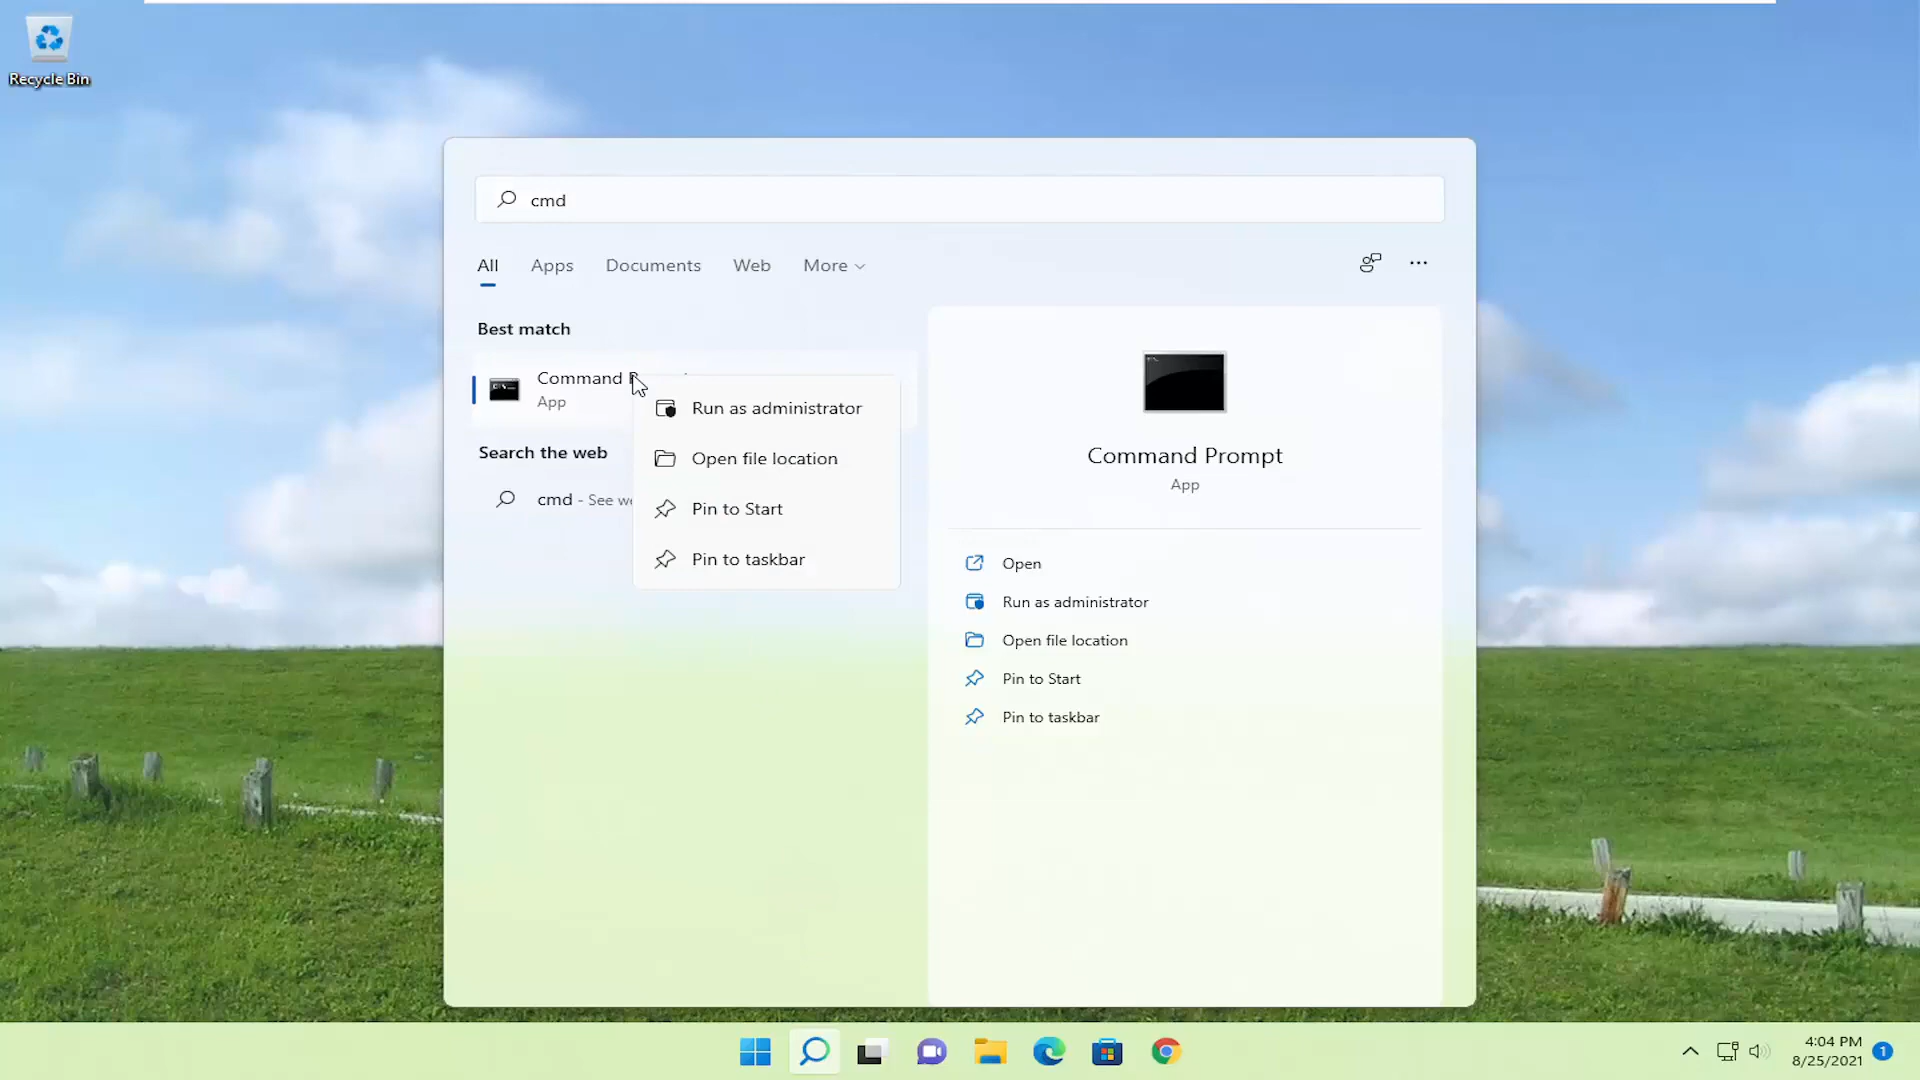 Recycle Bin
cmd
All Apps Documents Web More
Best match
Command
App
Search the web
cmd - See
Run as administrator
Open file location
Pin to Start
Pin to taskbar
Command Prompt
App
Open
Run as administrator
Open file location
Pin to Start
Pin to taskbar
4:04 PM
8/25/2021
1